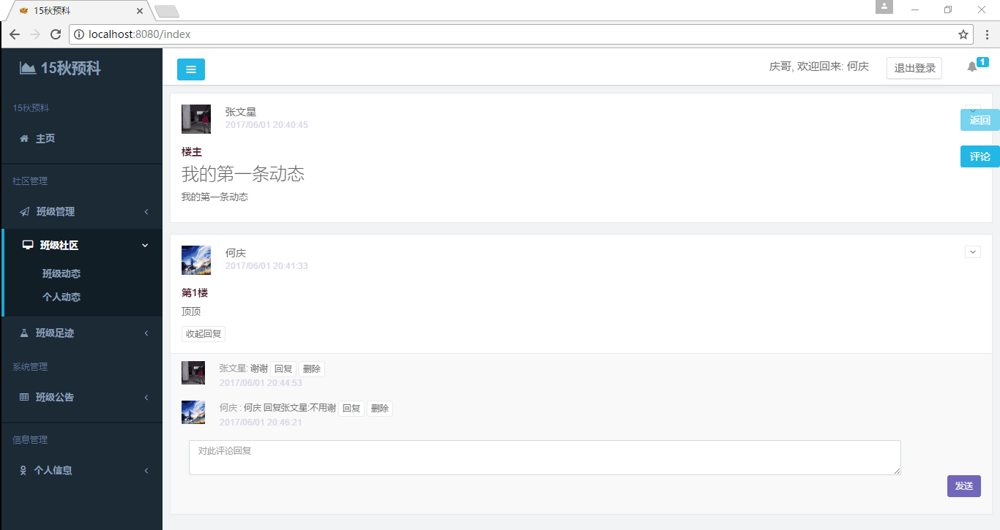 15秋预科
localhost:8080/index
15秋预科
庆哥, 欢迎回来: 何庆
退出登录
1
15秋预科
主页
社区管理
班级管理
班级社区
班级动态
个人动态
班级足迹
系统管理
班级公告
信息管理
个人信息
张文星
2017/06/01 20:40:45
返回
评论
楼主
我的第一条动态
我的第一条动态
何庆
2017/06/01 20:41:33
第1楼
顶顶
收起回复
张文星: 谢谢 回复 删除
2017/06/01 20:44:53
何庆 : 何庆 回复张文星:不用谢 回复 删除
2017/06/01 20:46:21
对此评论回复
发送